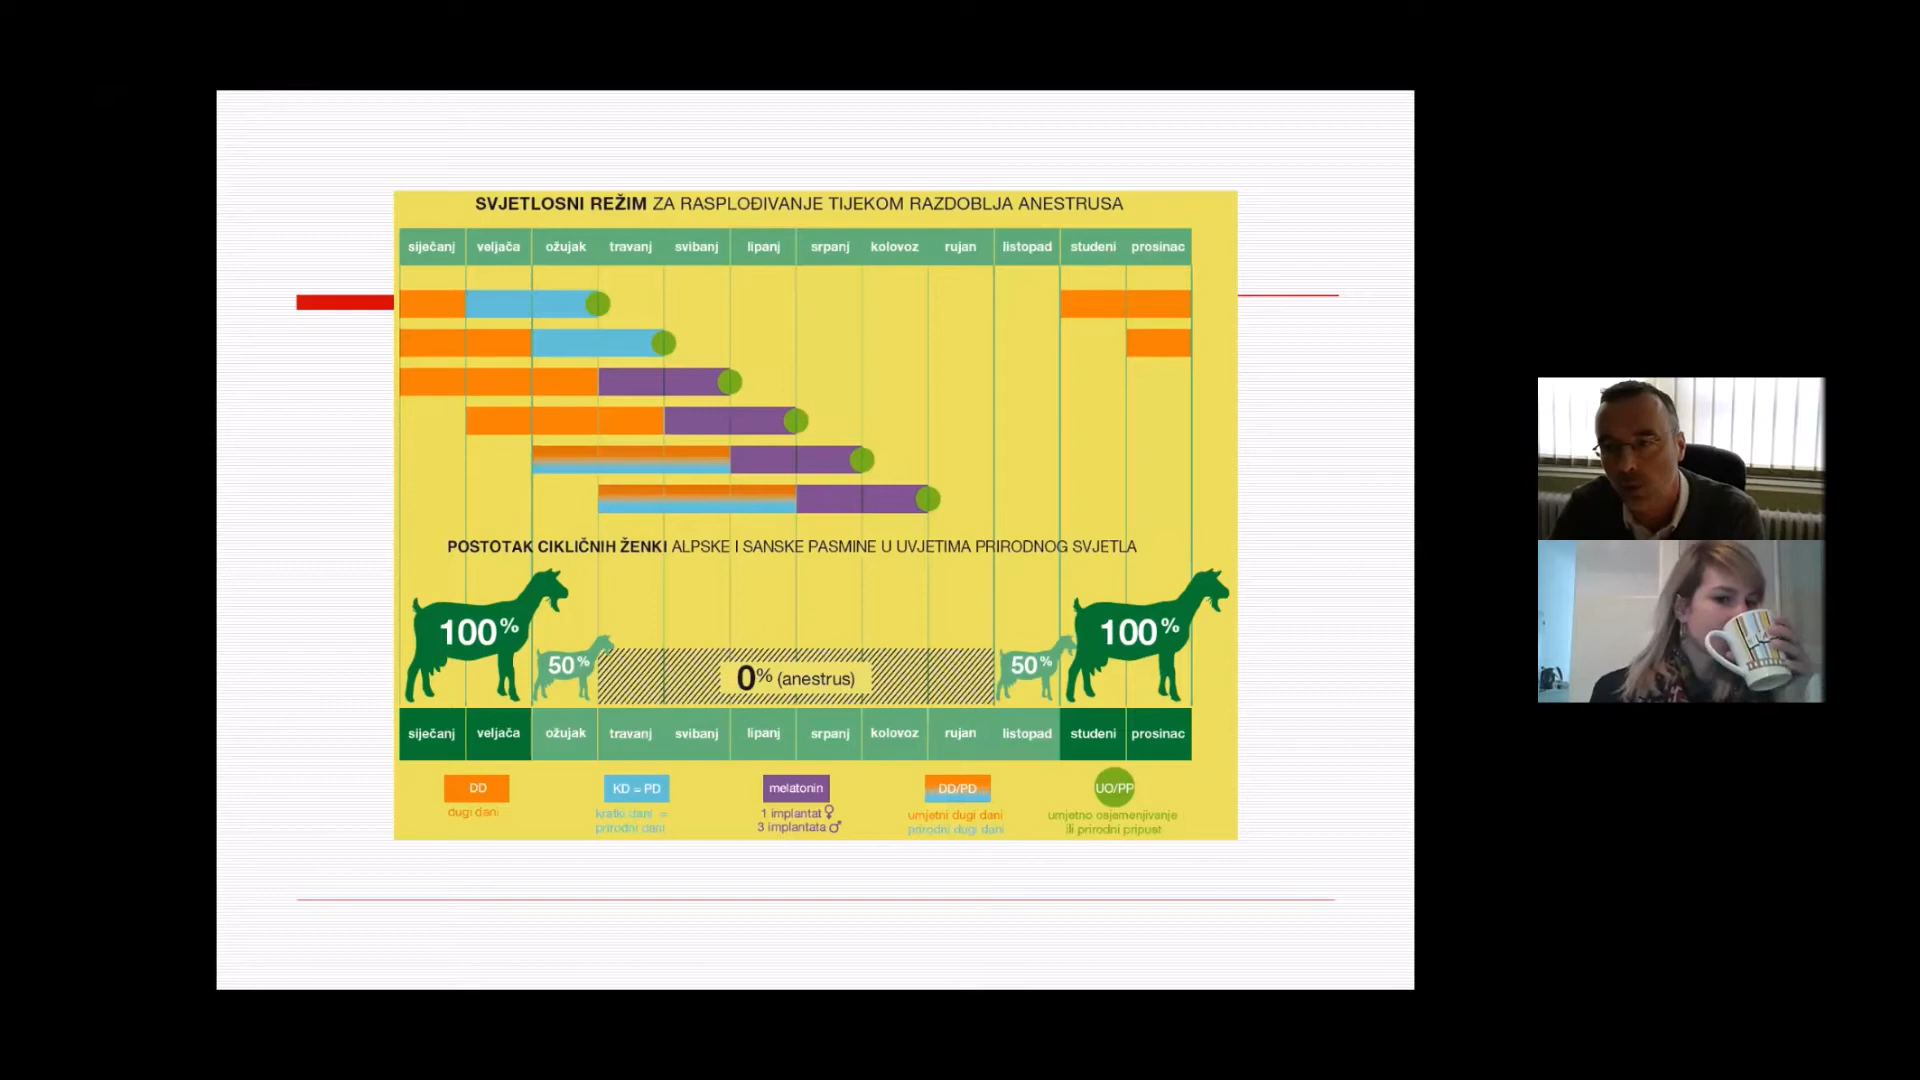 SVJETLOSNI REŽIM ZA RASPLOĐIVANJE TIJEKOM RAZDOBLJA ANESTRUSA
siječanj veljača ožujak travanj svibanj lipanj srpanj kolovoz rujan listopad studeni prosinac
POSTOTAK CIKLIČNIH ŽENKI ALPSKE I SANSKE PASMINE U UVJETIMA PRIRODNOG SVJETLA
100% 50% 0% (anestrus) 50% 100%
siječanj veljača ožujak travanj svibanj lipanj srpanj kolovoz rujan listopad studeni prosinac
DD
dugi dani
KD = PD
kratki dani =
prirodni dani
melatonin
1 implantat ♀
3 implantata ♂
DD/PD
umjetni dugi dani
prirodni dugi dani
UO/PP
umjetno osjemenjivanje
ili prirodni pripust